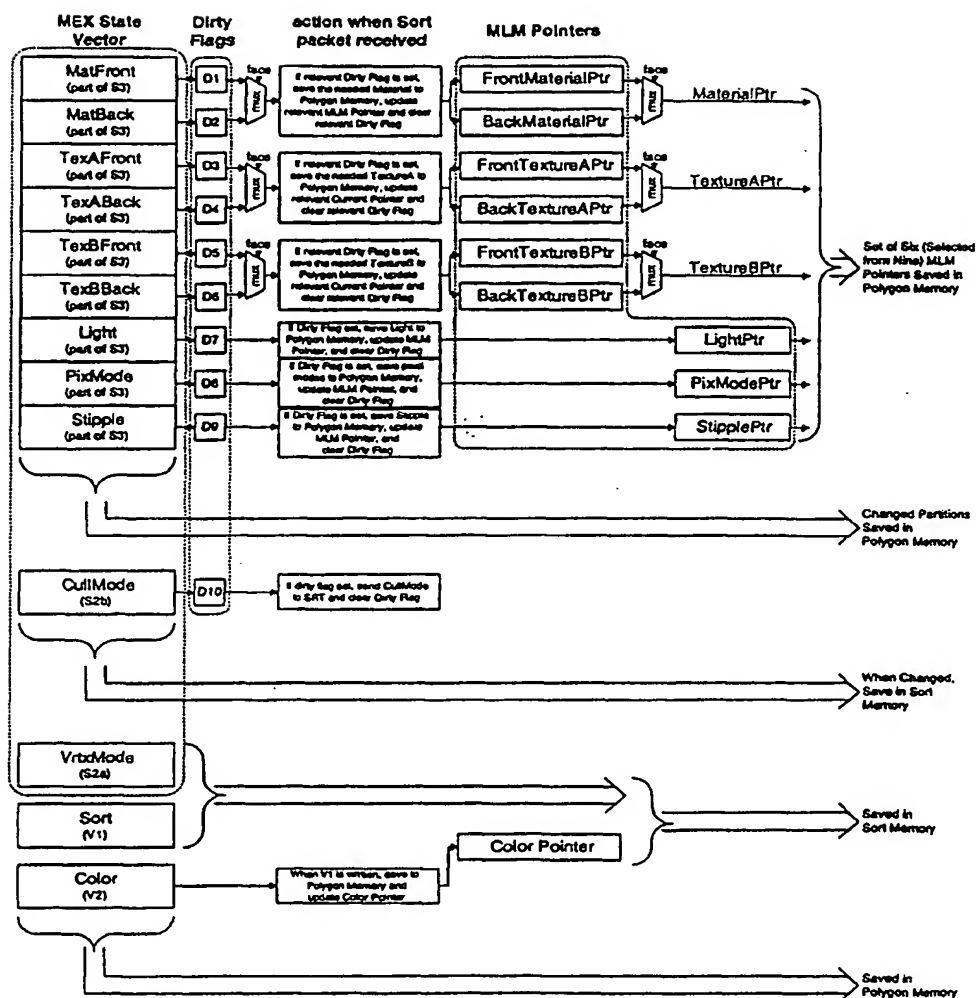 MEX State
Vector
Dirty
Flags
action when Sort
packet received
MLM Pointers
MatFront
(part of S3)
D1
face
mux
If relevant Dirty Flag is set,
save the needed Material to
Polygon Memory, update
relevant MLM Pointer and clear
relevant Dirty Flag
FrontMaterialPtr
face
mux
MaterialPtr
MatBack
(part of S3)
D2
BackMaterialPtr
TexAFront
(part of S3)
D3
face
mux
If relevant Dirty Flag is set,
save the needed TextureA to
Polygon Memory, update
relevant Current Pointer and
clear relevant Dirty Flag
FrontTextureAPtr
face
mux
TextureAPtr
TexABack
(part of S3)
D4
BackTextureAPtr
TexBFront
(part of S3)
D5
face
mux
If relevant Dirty Flag is set,
save the needed TextureB to
Polygon Memory, update
relevant Current Pointer and
clear relevant Dirty Flag
FrontTextureBPtr
face
mux
TextureBPtr
TexBBack
(part of S3)
D6
BackTextureBPtr
Set of Six (Selected
from Nine) MLM
Pointers Saved in
Polygon Memory
Light
(part of S3)
D7
If Dirty Flag set, save Light to
Polygon Memory, update MLM
Pointer, and clear Dirty Flag
LightPtr
PixMode
(part of S3)
D8
If Dirty Flag is set, save pixel
modes to Polygon Memory,
update MLM Pointer, and
clear Dirty Flag
PixModePtr
Stipple
(part of S3)
D9
If Dirty Flag is set, save Stipple
to Polygon Memory, update
MLM Pointer, and
clear Dirty Flag
StipplePtr
Changed Partitions
Saved in
Polygon Memory
CullMode
(S2b)
D10
If dirty flag set, send CullMode
to SRT and clear Dirty Flag
When Changed,
Save in Sort
Memory
VrtxMode
(S2a)
Sort
(V1)
Saved in
Sort Memory
Color Pointer
Color
(V2)
When V1 is written, save to
Polygon Memory and
update Color Pointer
Saved in
Polygon Memory